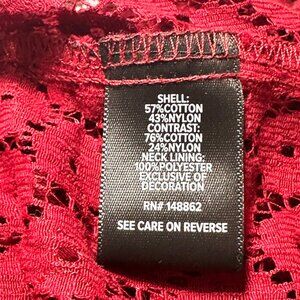 SHELL:
57%COTTON
43%NYLON
CONTRAST:
76%COTTON
24%NYLON
NECK LINING:
100%POLYESTER
EXCLUSIVE OF
DECORATION
RN# 148862
SEE CARE ON REVERSE